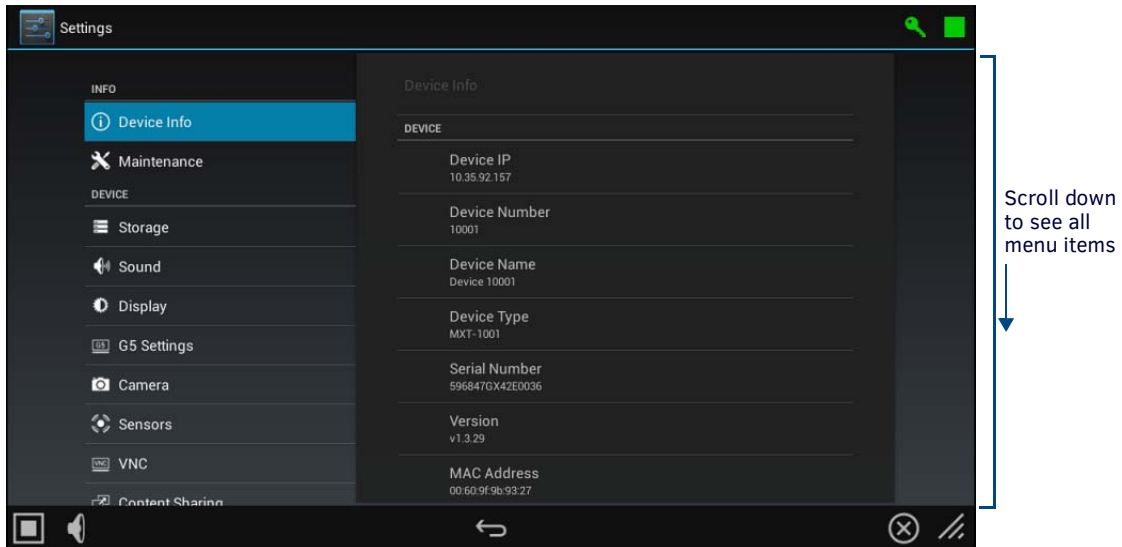 Settings
INFO
Device Info
Maintenance
DEVICE
Storage
Sound
Display
G5
G5 Settings
Camera
Sensors
VNC
VNC
Content Sharing
Device Info
DEVICE
Device IP
10.35.92.157
Device Number
10001
Device Name
Device 10001
Device Type
MXT-1001
Serial Number
596847GX42E0036
Version
v1.3.29
MAC Address
00:60:9f:9b:93:27
Scroll down
to see all
menu items